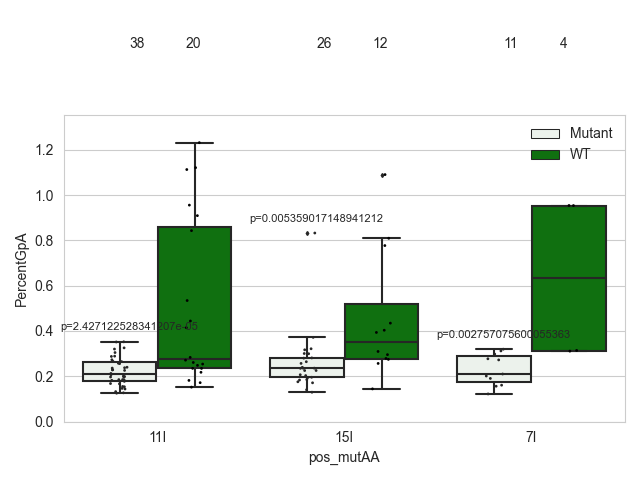 38 20 26 12 11 4
Mutant
WT
PercentGpA
1.2
1.0
0.8
0.6
0.4
0.2
0.0
p=0.005359017148941212
p=2.427122528341207e-05
p=0.002757075600055363
11I 15I 7I
pos_mutAA